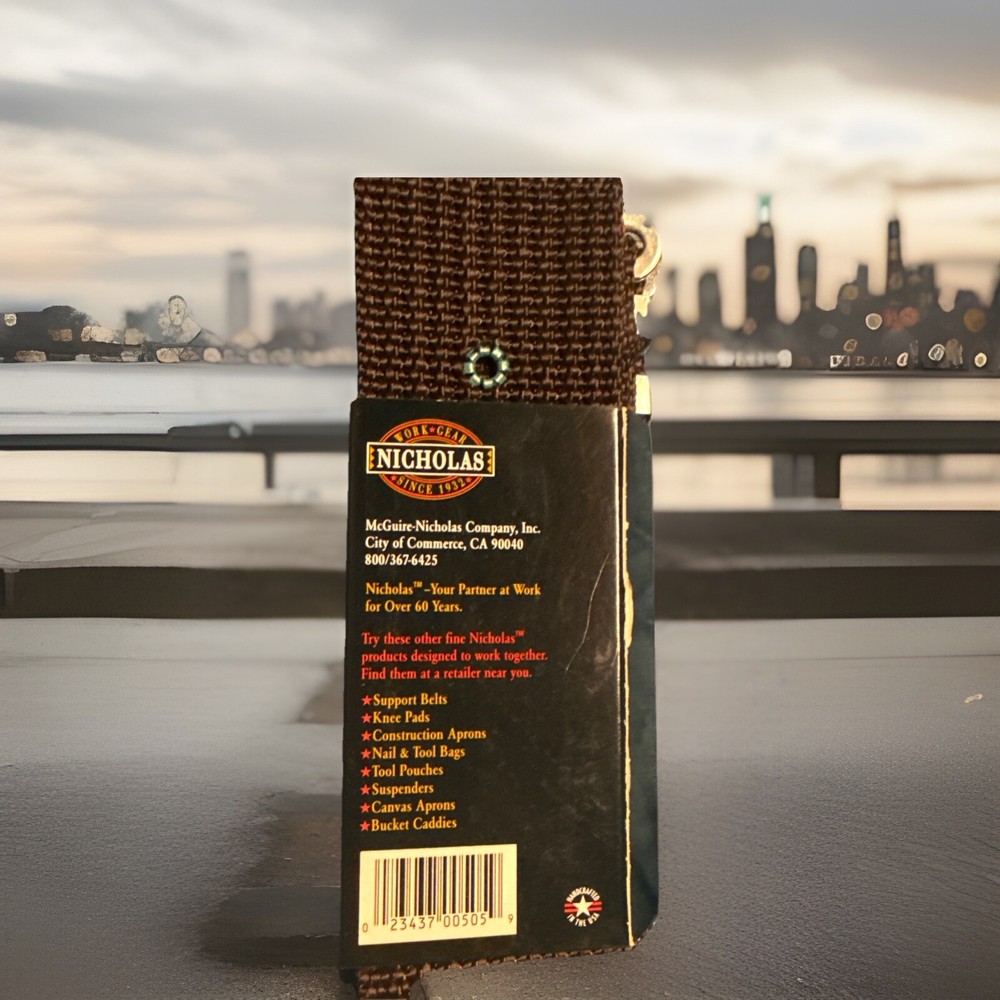 WORK★GEAR
NICHOLAS
★SINCE 1932★
McGuire-Nicholas Company, Inc.
City of Commerce, CA 90040
800/367-6425
Nicholas™–Your Partner at Work
for Over 60 Years.
Try these other fine Nicholas™
products designed to work together.
Find them at a retailer near you.
★Support Belts
★Knee Pads
★Construction Aprons
★Nail & Tool Bags
★Tool Pouches
★Suspenders
★Canvas Aprons
★Bucket Caddies
0 23437 00505 9
HANDCRAFTED
IN THE USA